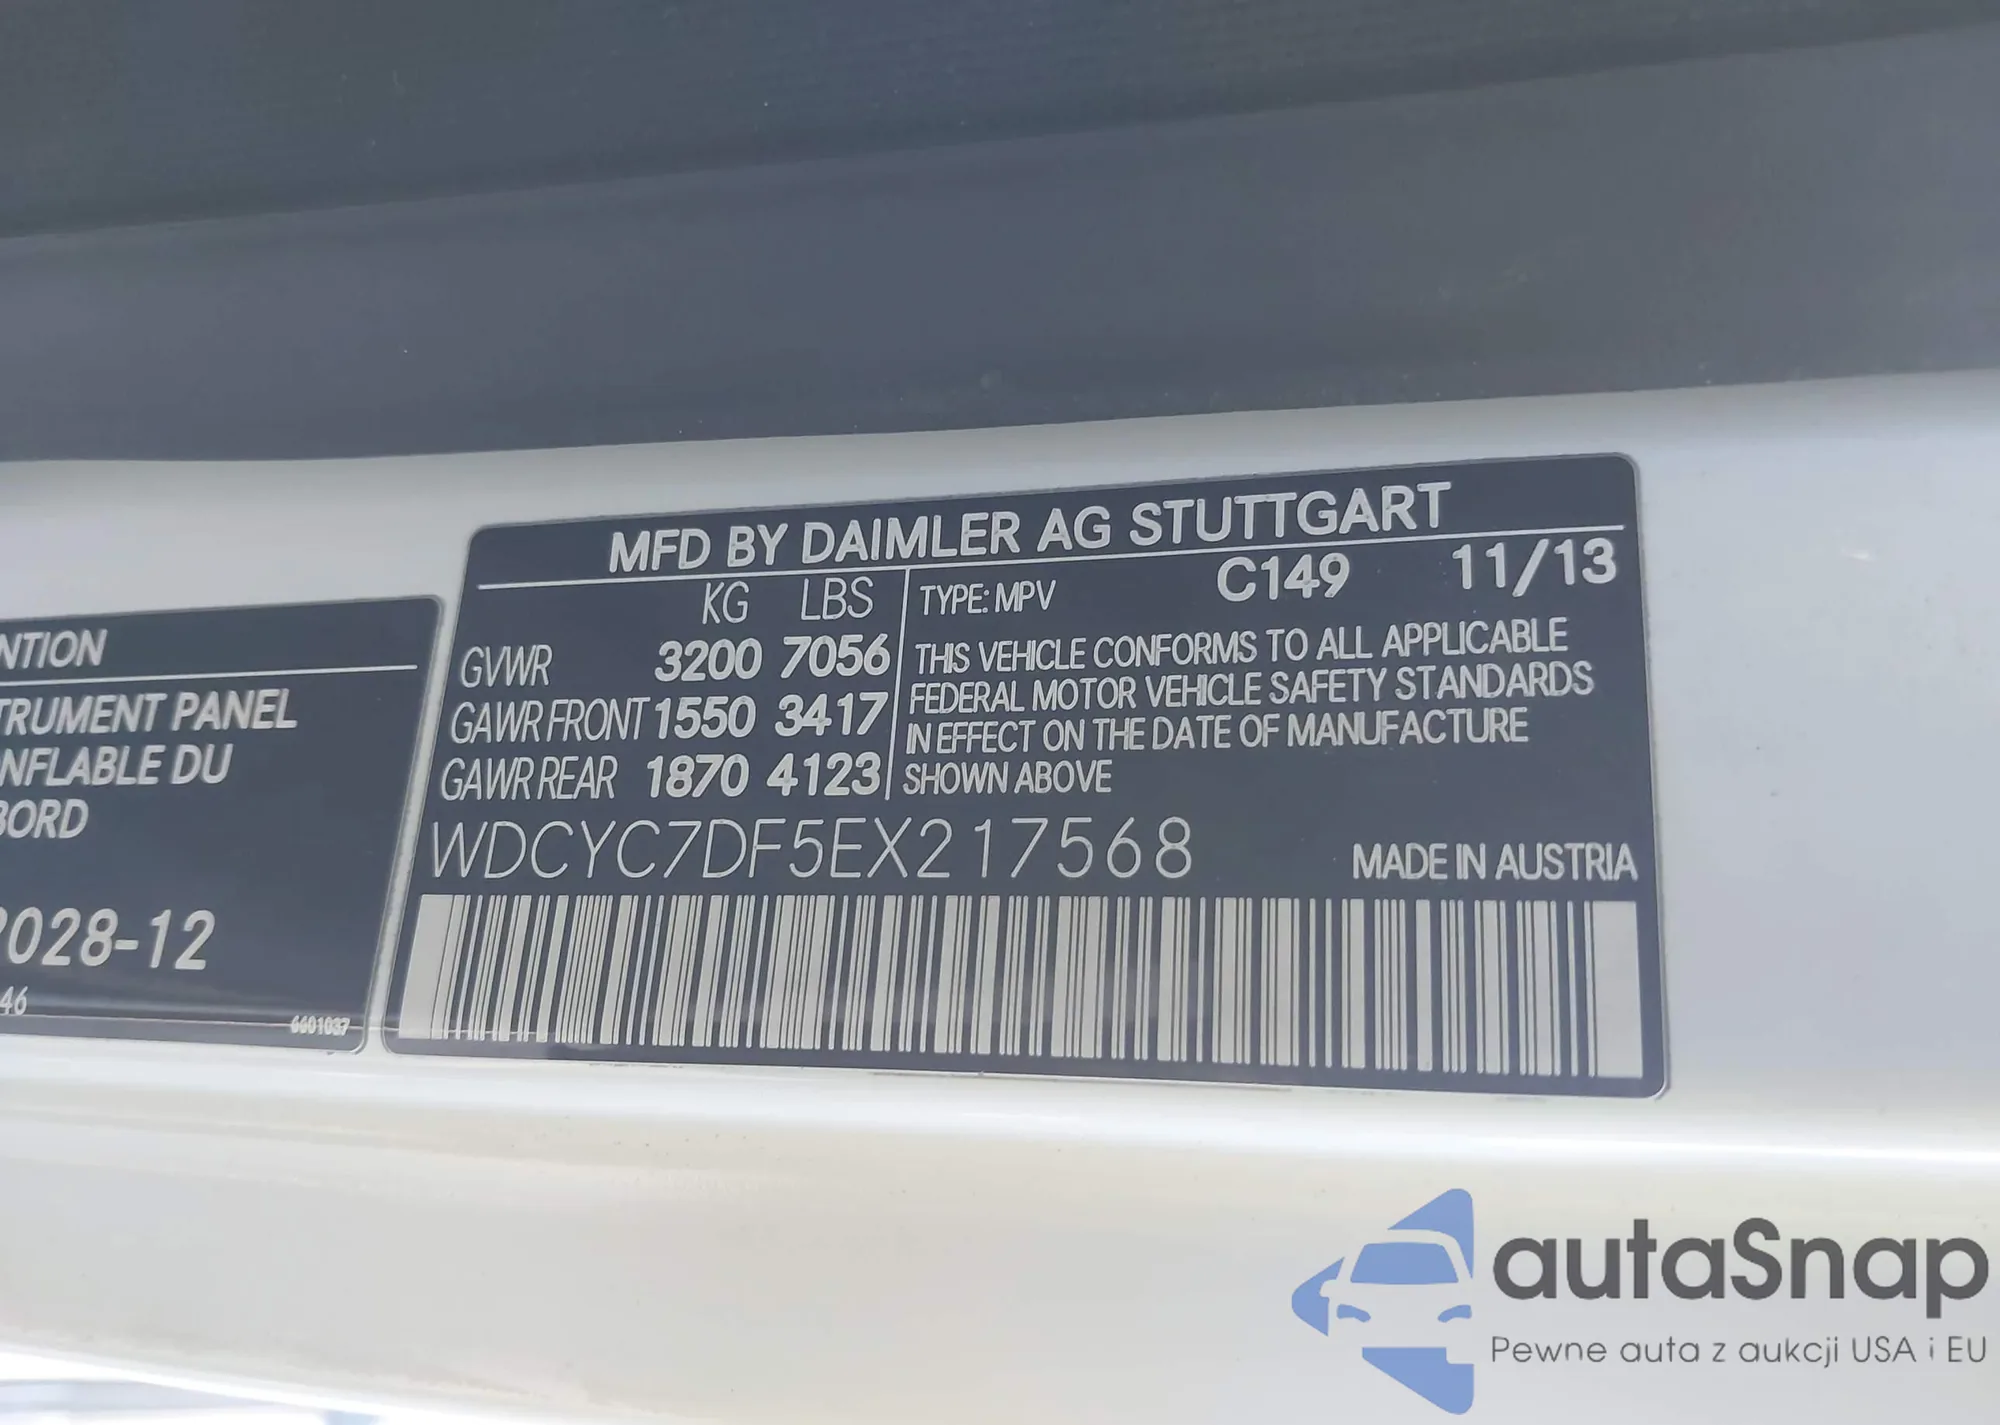 NTION
TRUMENT PANEL
NFLABLE DU
BORD
2028-12
46
6601037
MFD BY DAIMLER AG STUTTGART
KG LBS
GVWR 3200 7056
GAWR FRONT 1550 3417
GAWR REAR 1870 4123
TYPE: MPV C149 11/13
THIS VEHICLE CONFORMS TO ALL APPLICABLE
FEDERAL MOTOR VEHICLE SAFETY STANDARDS
IN EFFECT ON THE DATE OF MANUFACTURE
SHOWN ABOVE
WDCYC7DF5EX217568
MADE IN AUSTRIA
autaSnap
Pewne auta z aukcji USA i EU